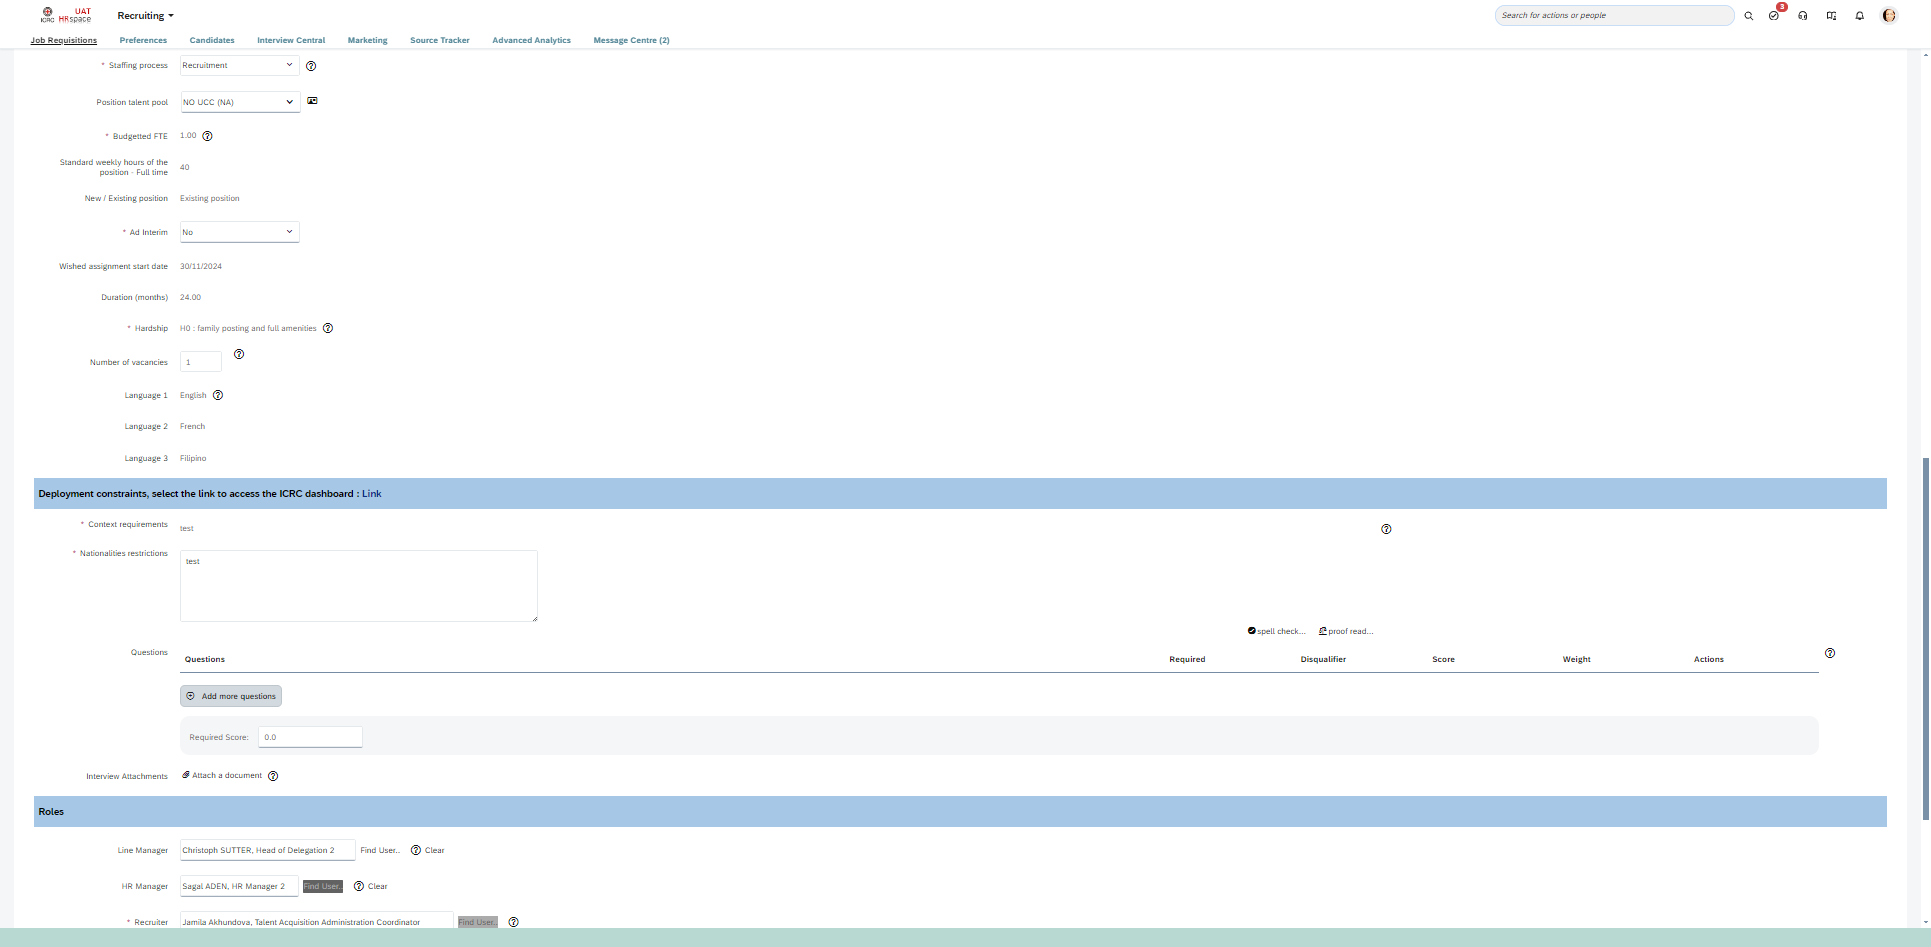 ICRC UAT HRspace Recruiting Search for actions or people 3
Job Requisitions Preferences Candidates Interview Central Marketing Source Tracker Advanced Analytics Message Centre (2)
* Staffing process Recruitment
Position talent pool NO UCC (NA)
* Budgetted FTE 1.00
Standard weekly hours of the
position - Full time 40
New / Existing position Existing position
* Ad Interim No
Wished assignment start date 30/11/2024
Duration (months) 24.00
* Hardship H0 : family posting and full amenities
Number of vacancies 1
Language 1 English
Language 2 French
Language 3 Filipino
Deployment constraints, select the link to access the ICRC dashboard : Link
* Context requirements test
* Nationalities restrictions test
spell check... proof read...
Questions
Questions Required Disqualifier Score Weight Actions
Add more questions
Required Score: 0.0
Interview Attachments Attach a document
Roles
Line Manager Christoph SUTTER, Head of Delegation 2 Find User.. Clear
HR Manager Sagal ADEN, HR Manager 2 Find User.. Clear
* Recruiter Jamila Akhundova, Talent Acquisition Administration Coordinator Find User..